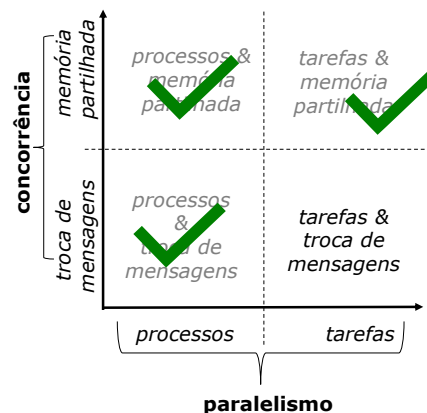 concorrência
memória
partilhada
troca de
mensagens
processos &
memória
partilhada
tarefas &
memória
partilhada
processos
&
troca de
mensagens
tarefas &
troca de
mensagens
processos
tarefas
paralelismo